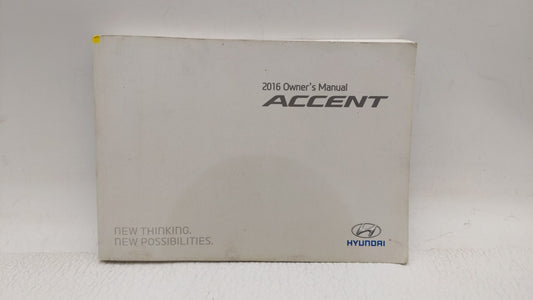 2016 Owner's Manual
ACCENT
NEW THINKING.
NEW POSSIBILITIES.
HYUNDAI